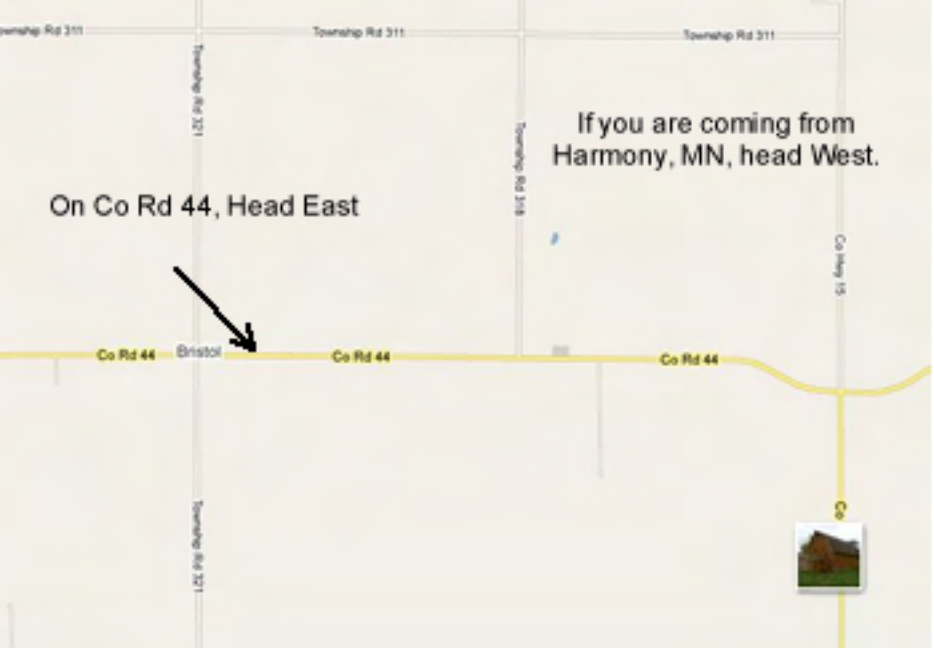 ownship Rd 311
Township Rd 311
Township Rd 311
Township Rd 321
If you are coming from
Harmony, MN, head West.
Township Rd 318
On Co Rd 44, Head East
Co Hwy 15
Co Rd 44
Bristol
Co Rd 44
Co Rd 44
Township Rd 321
Co